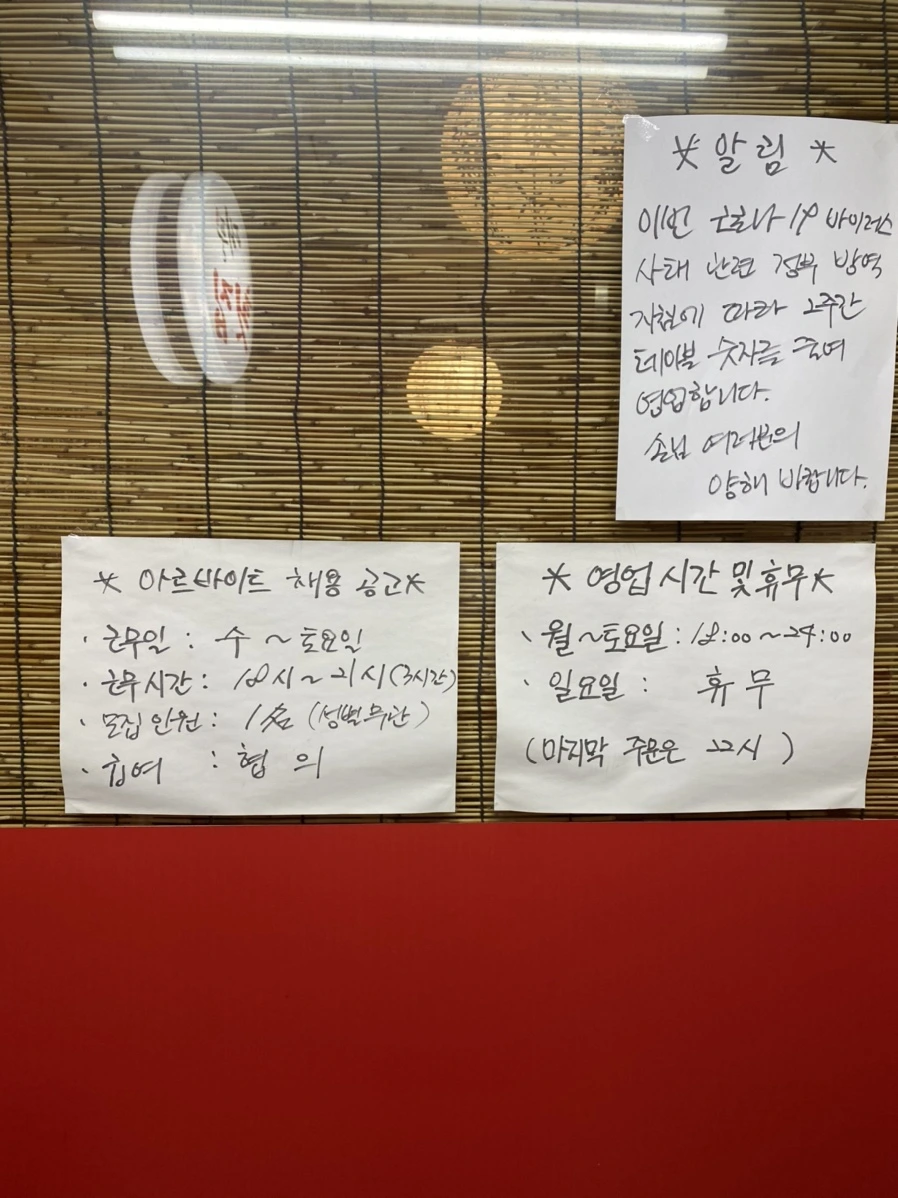 * 알림 *
이번 코로나 19 바이러스
사태 관련 정부 방역
지침에 따라 2주간
테이블 숫자를 줄여
영업합니다.
손님 여러분의
양해 바랍니다.
* 아르바이트 채용 공고 *
· 근무일 : 수 ~ 토요일
· 근무시간 : 18시 ~ 21시 (3시간)
· 모집 인원 : 1名 (성별무관)
· 급여 : 협의
* 영업시간 및 휴무 *
· 월 ~ 토요일 : 18:00 ~ 24:00
· 일요일 : 휴무
(마지막 주문은 22시)